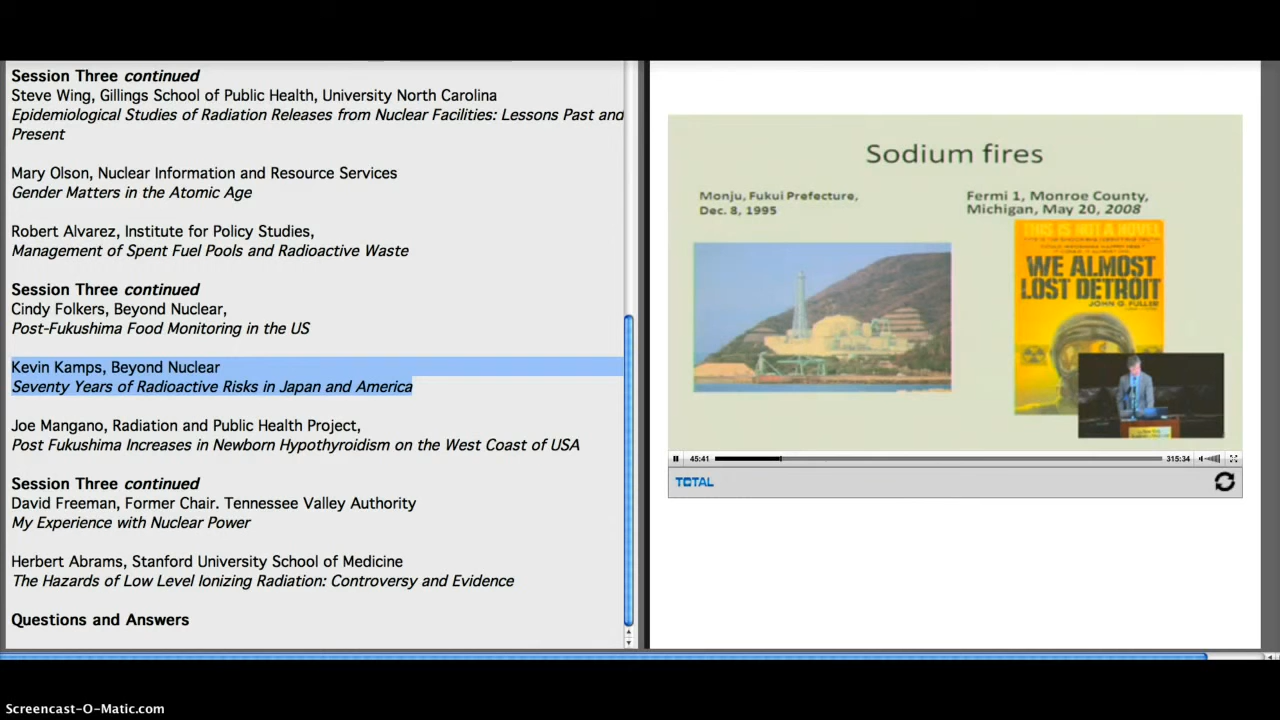 Session Three continued
Steve Wing, Gillings School of Public Health, University North Carolina
Epidemiological Studies of Radiation Releases from Nuclear Facilities: Lessons Past and
Present
Mary Olson, Nuclear Information and Resource Services
Gender Matters in the Atomic Age
Robert Alvarez, Institute for Policy Studies,
Management of Spent Fuel Pools and Radioactive Waste
Session Three continued
Cindy Folkers, Beyond Nuclear,
Post-Fukushima Food Monitoring in the US
Kevin Kamps, Beyond Nuclear
Seventy Years of Radioactive Risks in Japan and America
Joe Mangano, Radiation and Public Health Project,
Post Fukushima Increases in Newborn Hypothyroidism on the West Coast of USA
Session Three continued
David Freeman, Former Chair. Tennessee Valley Authority
My Experience with Nuclear Power
Herbert Abrams, Stanford University School of Medicine
The Hazards of Low Level Ionizing Radiation: Controversy and Evidence
Questions and Answers
Sodium fires
Monju, Fukui Prefecture,
Dec. 8, 1995
Fermi 1, Monroe County,
Michigan, May 20, 2008
THIS IS NOT A NOVEL
WE ALMOST
LOST DETROIT
JOHN G. FULLER
45:41
315:34
TOTAL
Screencast-O-Matic.com